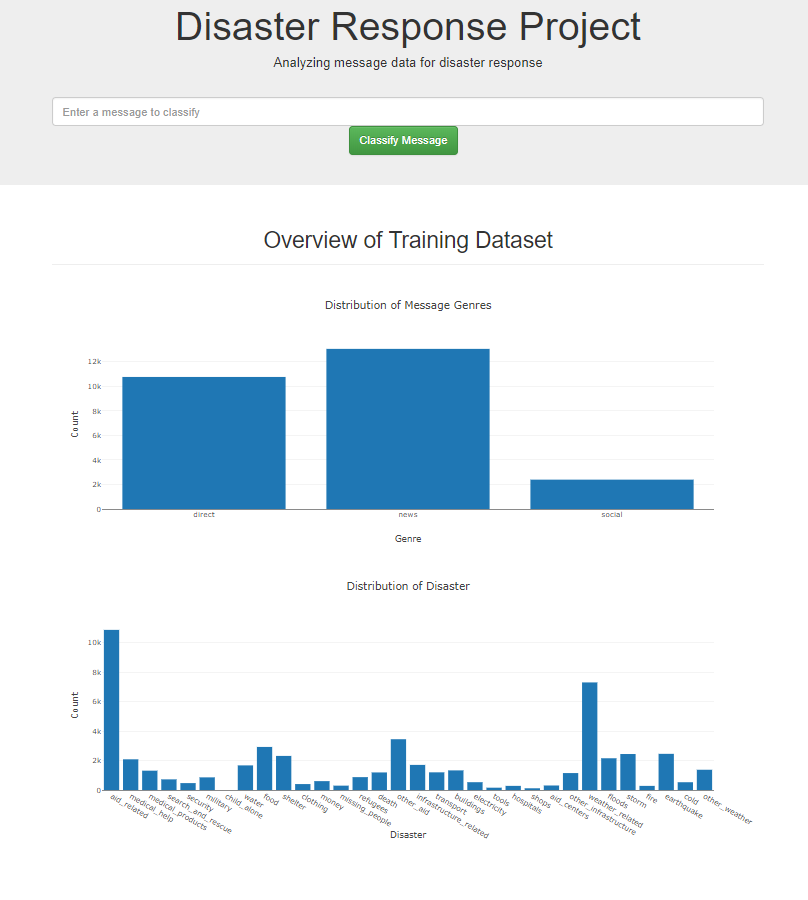 Disaster Response Project
Analyzing message data for disaster response
Enter a message to classify
Classify Message
Overview of Training Dataset
Distribution of Message Genres
12k
10k
8k
6k
4k
2k
0
Count
direct
news
social
Genre
Distribution of Disaster
10k
8k
6k
4k
2k
0
Count
aid_related
medical_help
medical_products
search_and_rescue
security
military
child_alone
water
food
shelter
clothing
money
missing_people
refugees
death
other_aid
infrastructure_related
transport
buildings
electricity
tools
hospitals
shops
aid_centers
other_infrastructure
weather_related
floods
storm
fire
earthquake
cold
other_weather
Disaster